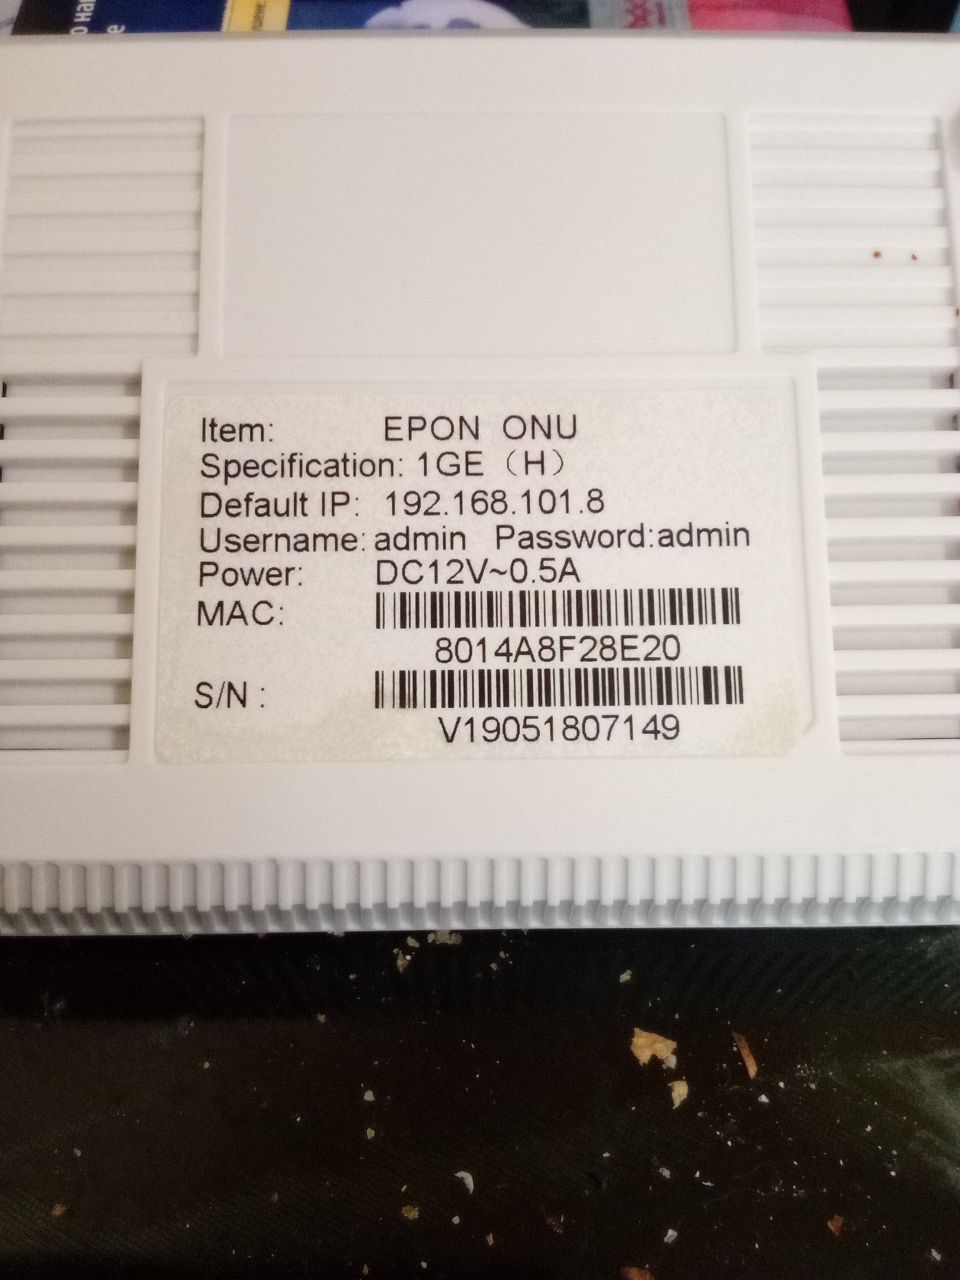 Item: EPON ONU
Specification: 1GE（H）
Default IP: 192.168.101.8
Username: admin Password:admin
Power: DC12V~0.5A
MAC:
8014A8F28E20
S/N :
V19051807149